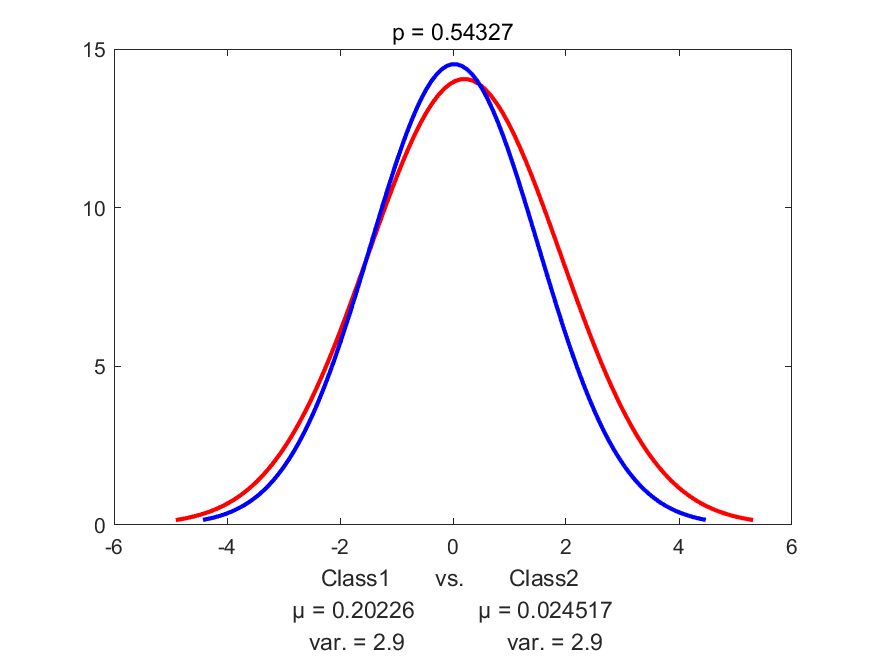 p = 0.54327
15
10
5
0
-6 -4 -2 0 2 4 6
Class1 vs. Class2
μ = 0.20226 μ = 0.024517
var. = 2.9 var. = 2.9